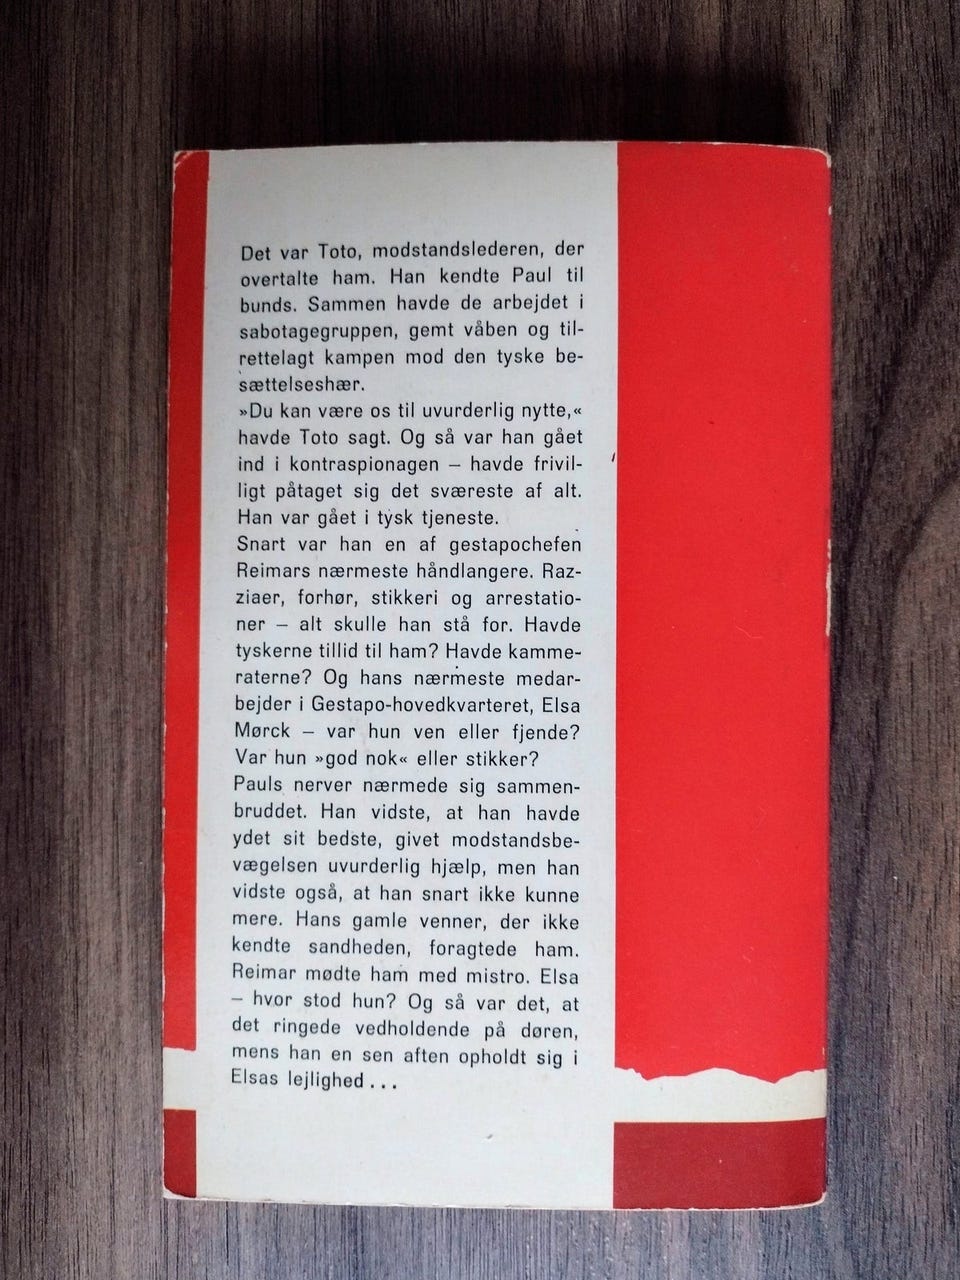 Det var Toto, modstandslederen, der
overtalte ham. Han kendte Paul til
bunds. Sammen havde de arbejdet i
sabotagegruppen, gemt våben og til-
rettelagt kampen mod den tyske be-
sættelseshær.
»Du kan være os til uvurderlig nytte,«
havde Toto sagt. Og så var han gået
ind i kontraspionagen – havde frivil-
ligt påtaget sig det sværeste af alt.
Han var gået i tysk tjeneste.
Snart var han en af gestapochefen
Reimars nærmeste håndlangere. Raz-
ziaer, forhør, stikkeri og arrestatio-
ner – alt skulle han stå for. Havde
tyskerne tillid til ham? Havde kamme-
raterne? Og hans nærmeste medar-
bejder i Gestapo-hovedkvarteret, Elsa
Mørck – var hun ven eller fjende?
Var hun »god nok« eller stikker?
Pauls nerver nærmede sig sammen-
bruddet. Han vidste, at han havde
ydet sit bedste, givet modstandsbe-
vægelsen uvurderlig hjælp, men han
vidste også, at han snart ikke kunne
mere. Hans gamle venner, der ikke
kendte sandheden, foragtede ham.
Reimar mødte ham med mistro. Elsa
– hvor stod hun? Og så var det, at
det ringede vedholdende på døren,
mens han en sen aften opholdt sig i
Elsas lejlighed . . .